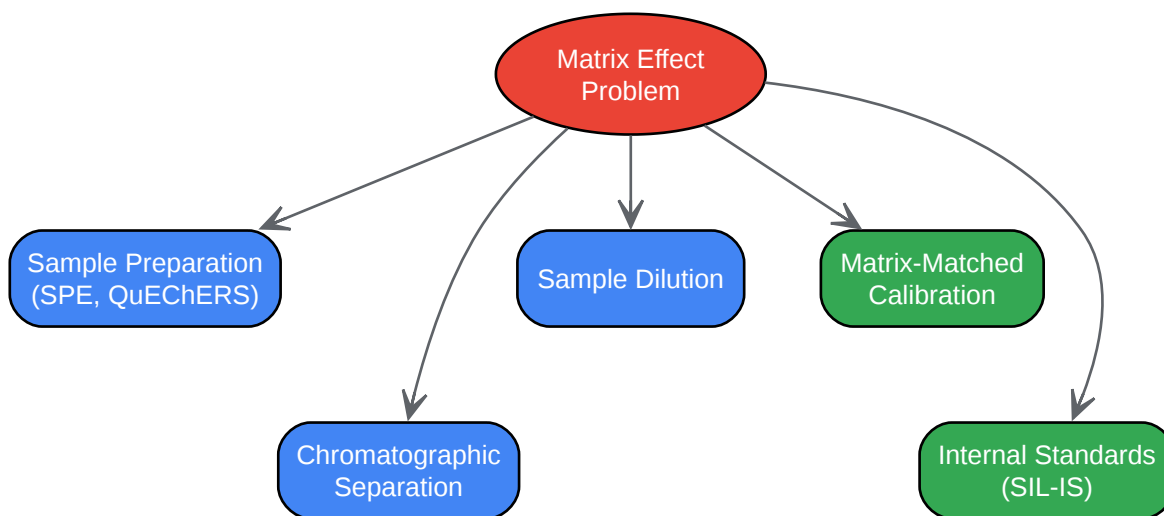 Matrix Effect
Problem
Sample Preparation
(SPE, QuEChERS)
Sample Dilution
Matrix-Matched
Calibration
Chromatographic
Separation
Internal Standards
(SIL-IS)